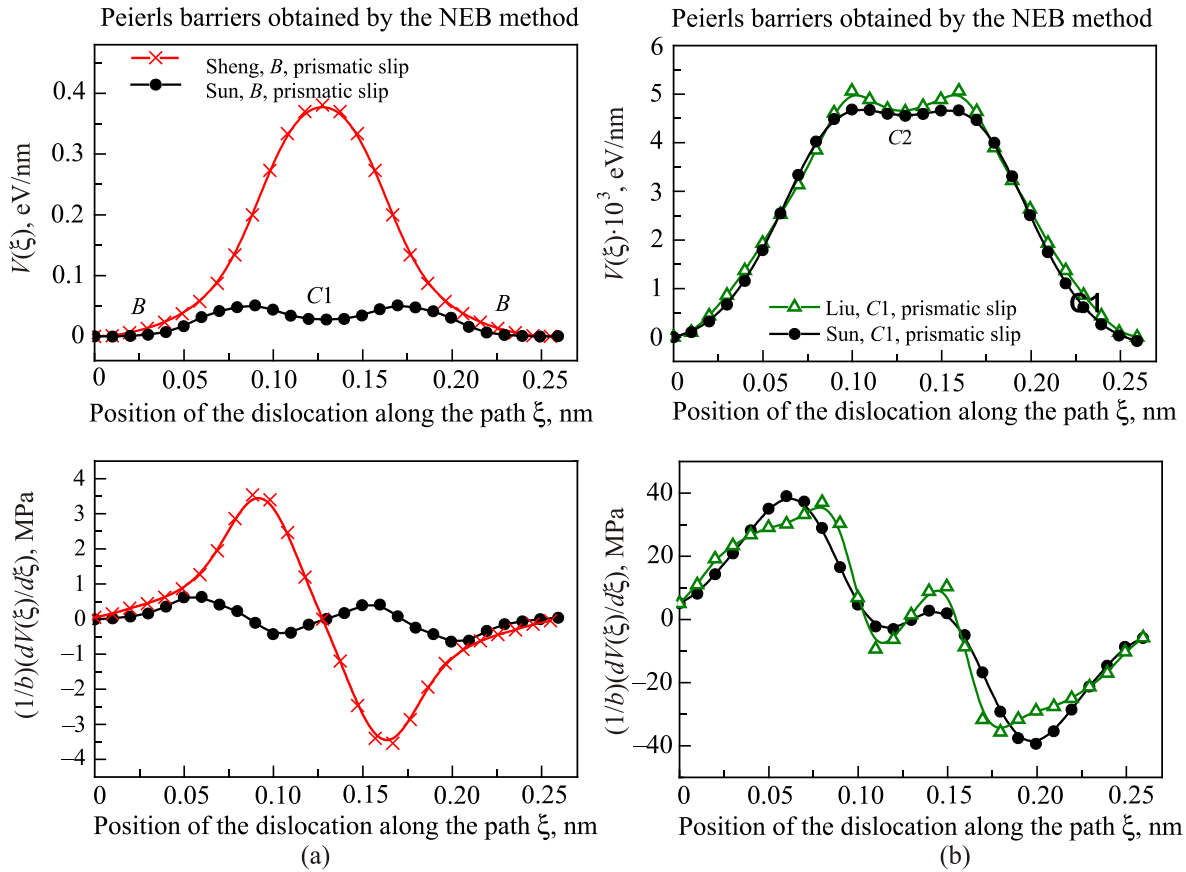 Peierls barriers obtained by the NEB method
V(ξ), eV/nm
0.4
0.3
0.2
0.1
0
Sheng, B, prismatic slip
Sun, B, prismatic slip
B
C1
B
0
0.05
0.10
0.15
0.20
0.25
Position of the dislocation along the path ξ, nm
Peierls barriers obtained by the NEB method
V(ξ)·10³, eV/nm
6
5
4
3
2
1
0
C2
C1
Liu, C1, prismatic slip
Sun, C1, prismatic slip
0
0.05
0.10
0.15
0.20
0.25
Position of the dislocation along the path ξ, nm
(1/b)(dV(ξ)/dξ), MPa
4
3
2
1
0
–1
–2
–3
–4
0
0.05
0.10
0.15
0.20
0.25
Position of the dislocation along the path ξ, nm
(a)
(1/b)(dV(ξ)/dξ), MPa
40
20
0
–20
–40
0
0.05
0.10
0.15
0.20
0.25
Position of the dislocation along the path ξ, nm
(b)